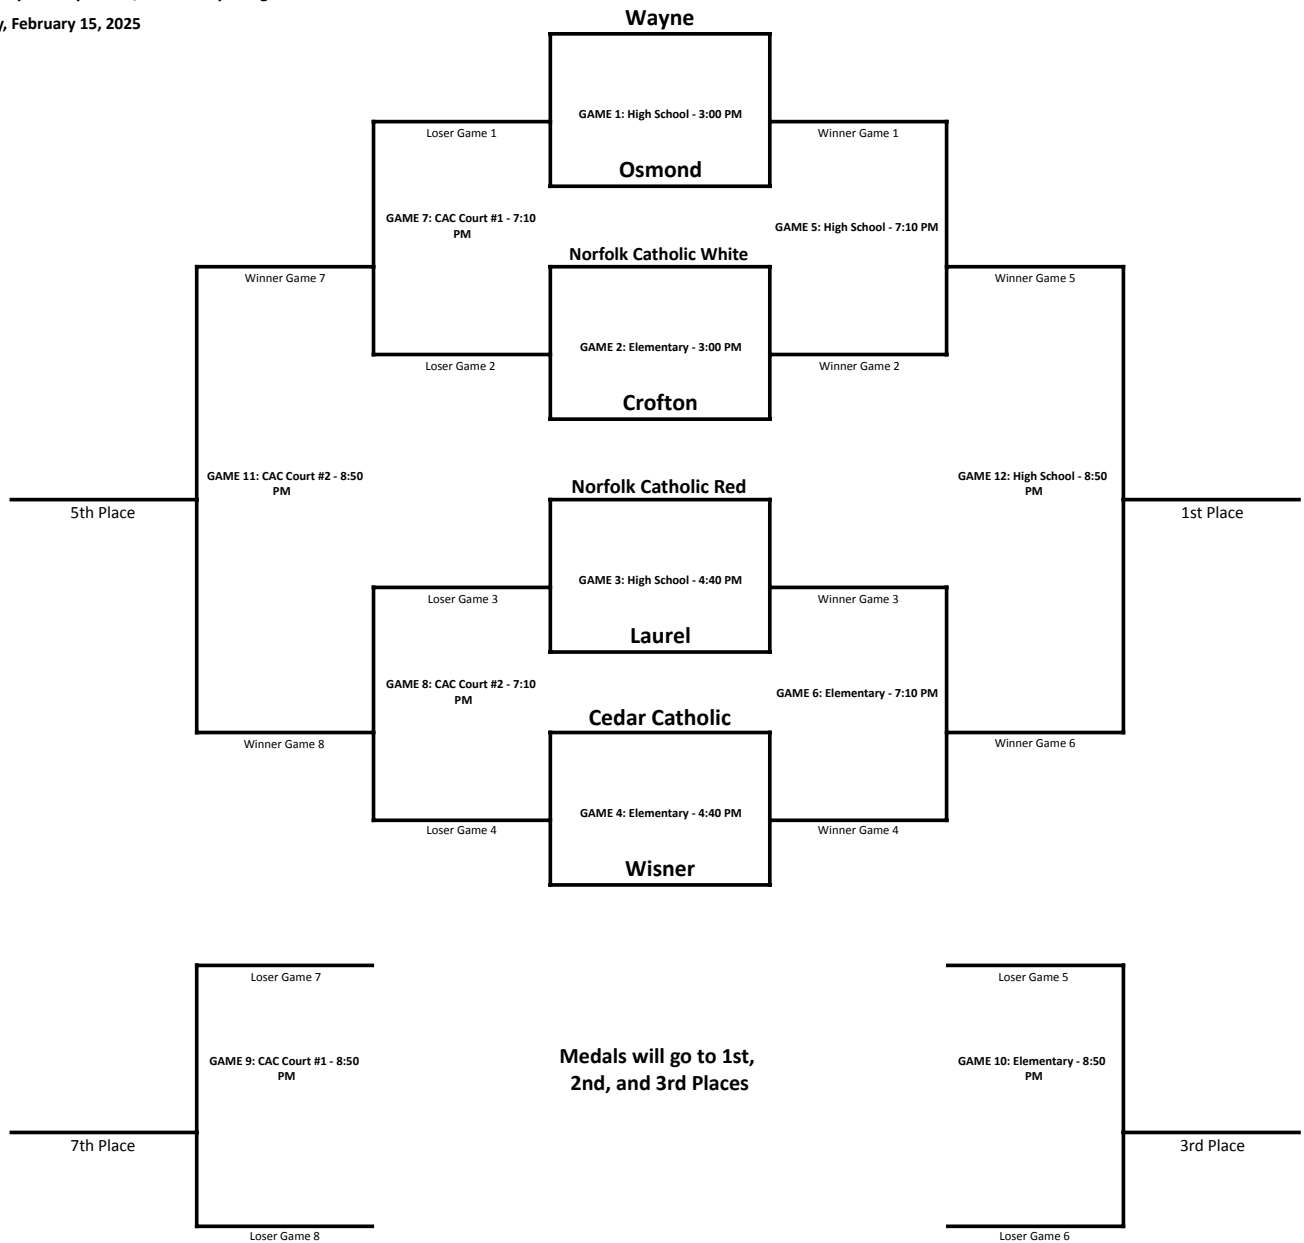 y, February 15, 2025
Wayne
GAME 1: High School - 3:00 PM
Loser Game 1
Winner Game 1
Osmond
GAME 7: CAC Court #1 - 7:10
PM
GAME 5: High School - 7:10 PM
Norfolk Catholic White
Winner Game 7
Winner Game 5
GAME 2: Elementary - 3:00 PM
Loser Game 2
Winner Game 2
Crofton
GAME 11: CAC Court #2 - 8:50
PM
GAME 12: High School - 8:50
PM
Norfolk Catholic Red
5th Place
1st Place
GAME 3: High School - 4:40 PM
Loser Game 3
Winner Game 3
Laurel
GAME 8: CAC Court #2 - 7:10
PM
GAME 6: Elementary - 7:10 PM
Cedar Catholic
Winner Game 8
Winner Game 6
GAME 4: Elementary - 4:40 PM
Loser Game 4
Winner Game 4
Wisner
Loser Game 7
Loser Game 5
GAME 9: CAC Court #1 - 8:50
PM
Medals will go to 1st,
2nd, and 3rd Places
GAME 10: Elementary - 8:50
PM
7th Place
3rd Place
Loser Game 8
Loser Game 6